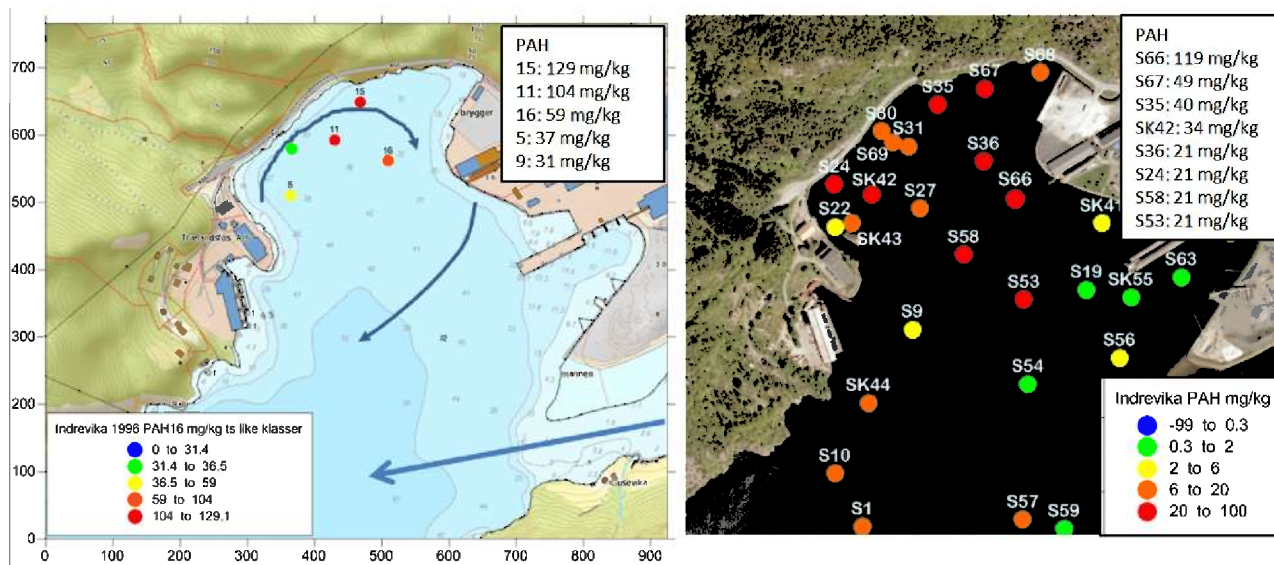 PAH
15: 129 mg/kg
11: 104 mg/kg
16: 59 mg/kg
5: 37 mg/kg
9: 31 mg/kg
700
600
500
400
300
200
100
0
15
11
16
5
brygger
Indrevika 1996 PAH16 mg/kg ts like klasser
0 to 31.4
31.4 to 36.5
36.5 to 59
59 to 104
104 to 129.1
0
100
200
300
400
500
600
700
800
900
PAH
S66: 119 mg/kg
S67: 49 mg/kg
S35: 40 mg/kg
SK42: 34 mg/kg
S36: 21 mg/kg
S24: 21 mg/kg
S58: 21 mg/kg
S53: 21 mg/kg
S68
S67
S35
S30
S31
S69
S36
S24
SK42
S66
S27
S22
SK43
SK41
S58
S63
S19
SK55
S53
S9
S56
S54
SK44
S10
S1
S57
S59
Indrevika PAH mg/kg
-99 to 0.3
0.3 to 2
2 to 6
6 to 20
20 to 100